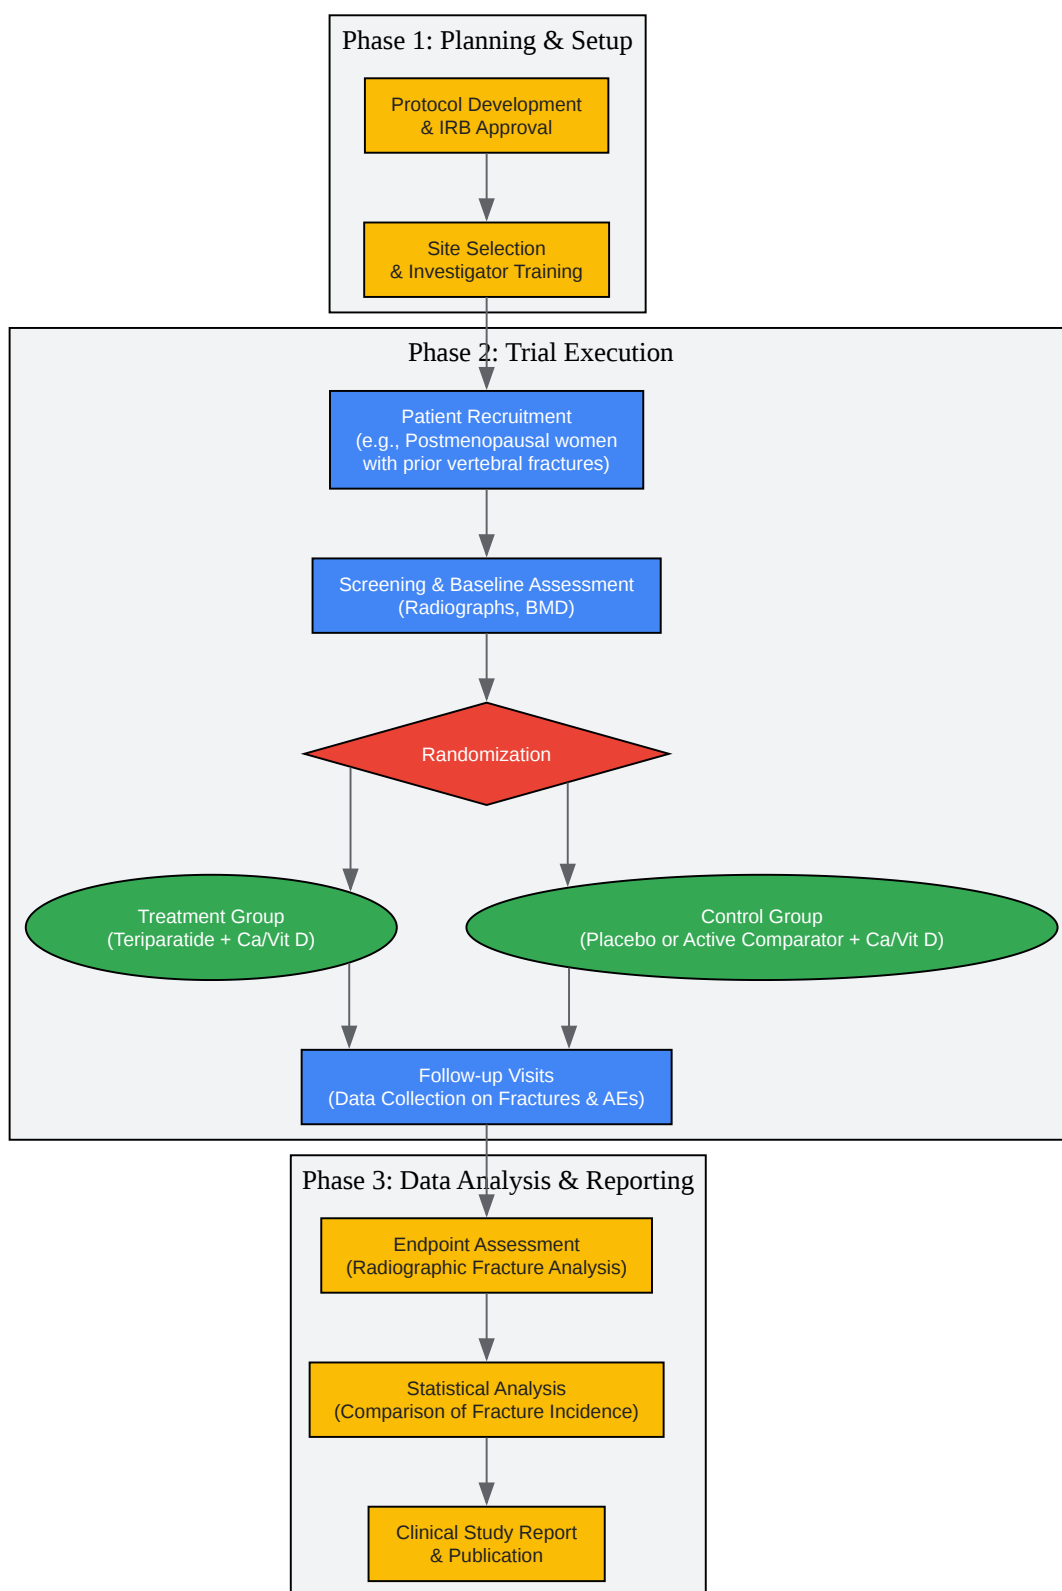 Phase 1: Planning & Setup
Protocol Development
& IRB Approval
Site Selection
& Investigator Training
Phase 2: Trial Execution
Patient Recruitment
(e.g., Postmenopausal women
with prior vertebral fractures)
Screening & Baseline Assessment
(Radiographs, BMD)
Randomization
Treatment Group
(Teriparatide + Ca/Vit D)
Control Group
(Placebo or Active Comparator + Ca/Vit D)
Follow-up Visits
(Data Collection on Fractures & AEs)
Phase 3: Data Analysis & Reporting
Endpoint Assessment
(Radiographic Fracture Analysis)
Statistical Analysis
(Comparison of Fracture Incidence)
Clinical Study Report
& Publication